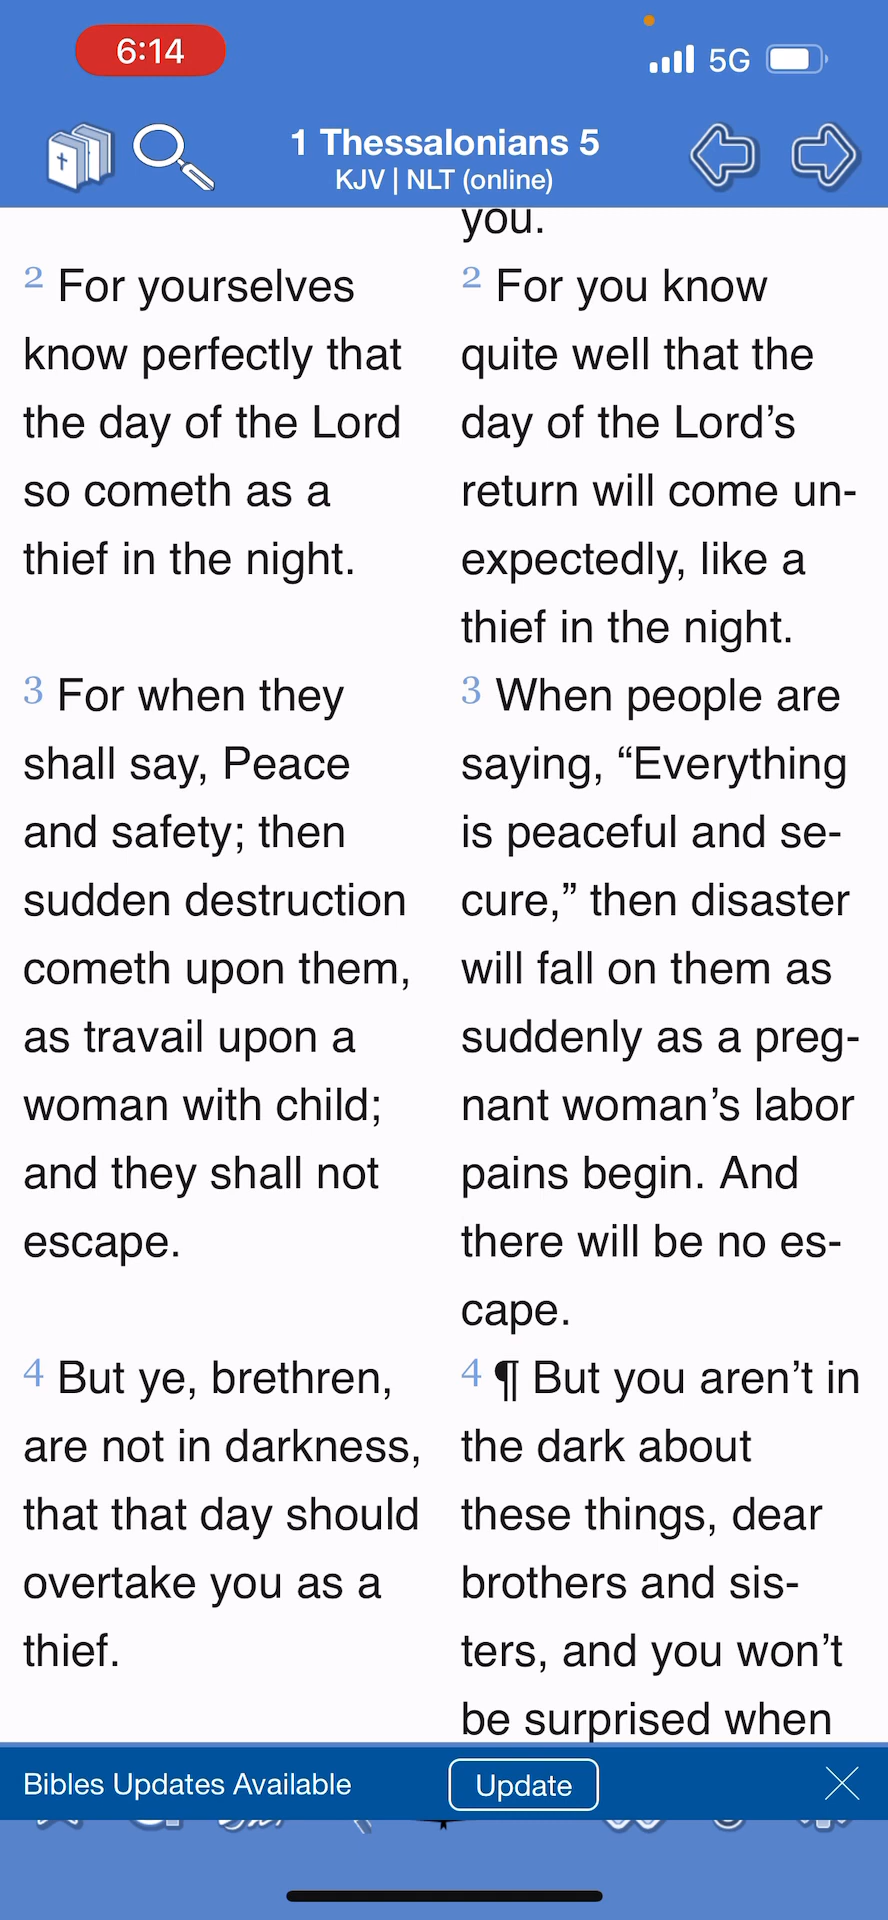 6:14
5G
1 Thessalonians 5
KJV | NLT (online)
2 For yourselves
know perfectly that
the day of the Lord
so cometh as a
thief in the night.
3 For when they
shall say, Peace
and safety; then
sudden destruction
cometh upon them,
as travail upon a
woman with child;
and they shall not
escape.
4 But ye, brethren,
are not in darkness,
that that day should
overtake you as a
thief.
you.
2 For you know
quite well that the
day of the Lord’s
return will come un-
expectedly, like a
thief in the night.
3 When people are
saying, “Everything
is peaceful and se-
cure,” then disaster
will fall on them as
suddenly as a preg-
nant woman’s labor
pains begin. And
there will be no es-
cape.
4 ¶ But you aren’t in
the dark about
these things, dear
brothers and sis-
ters, and you won’t
be surprised when
Bibles Updates Available
Update